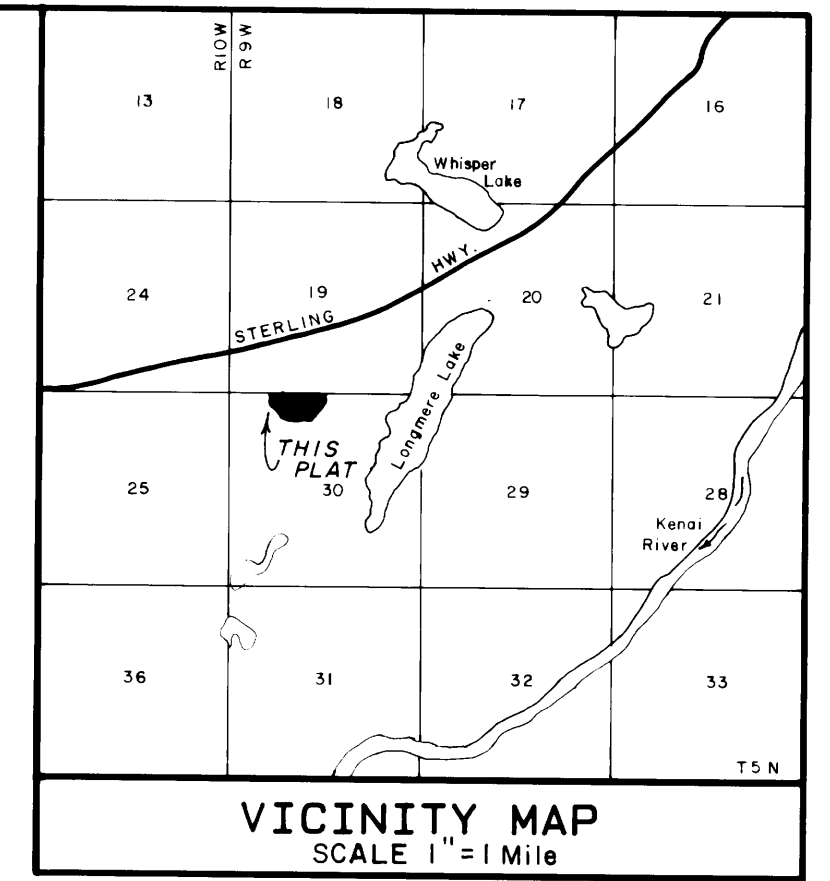 R10W
R9W
13
18
17
16
Whisper
Lake
24
19
STERLING HWY.
20
21
Longmere Lake
THIS
PLAT
25
30
29
28
Kenai
River
36
31
32
33
T5N
VICINITY MAP
SCALE 1"=1 Mile